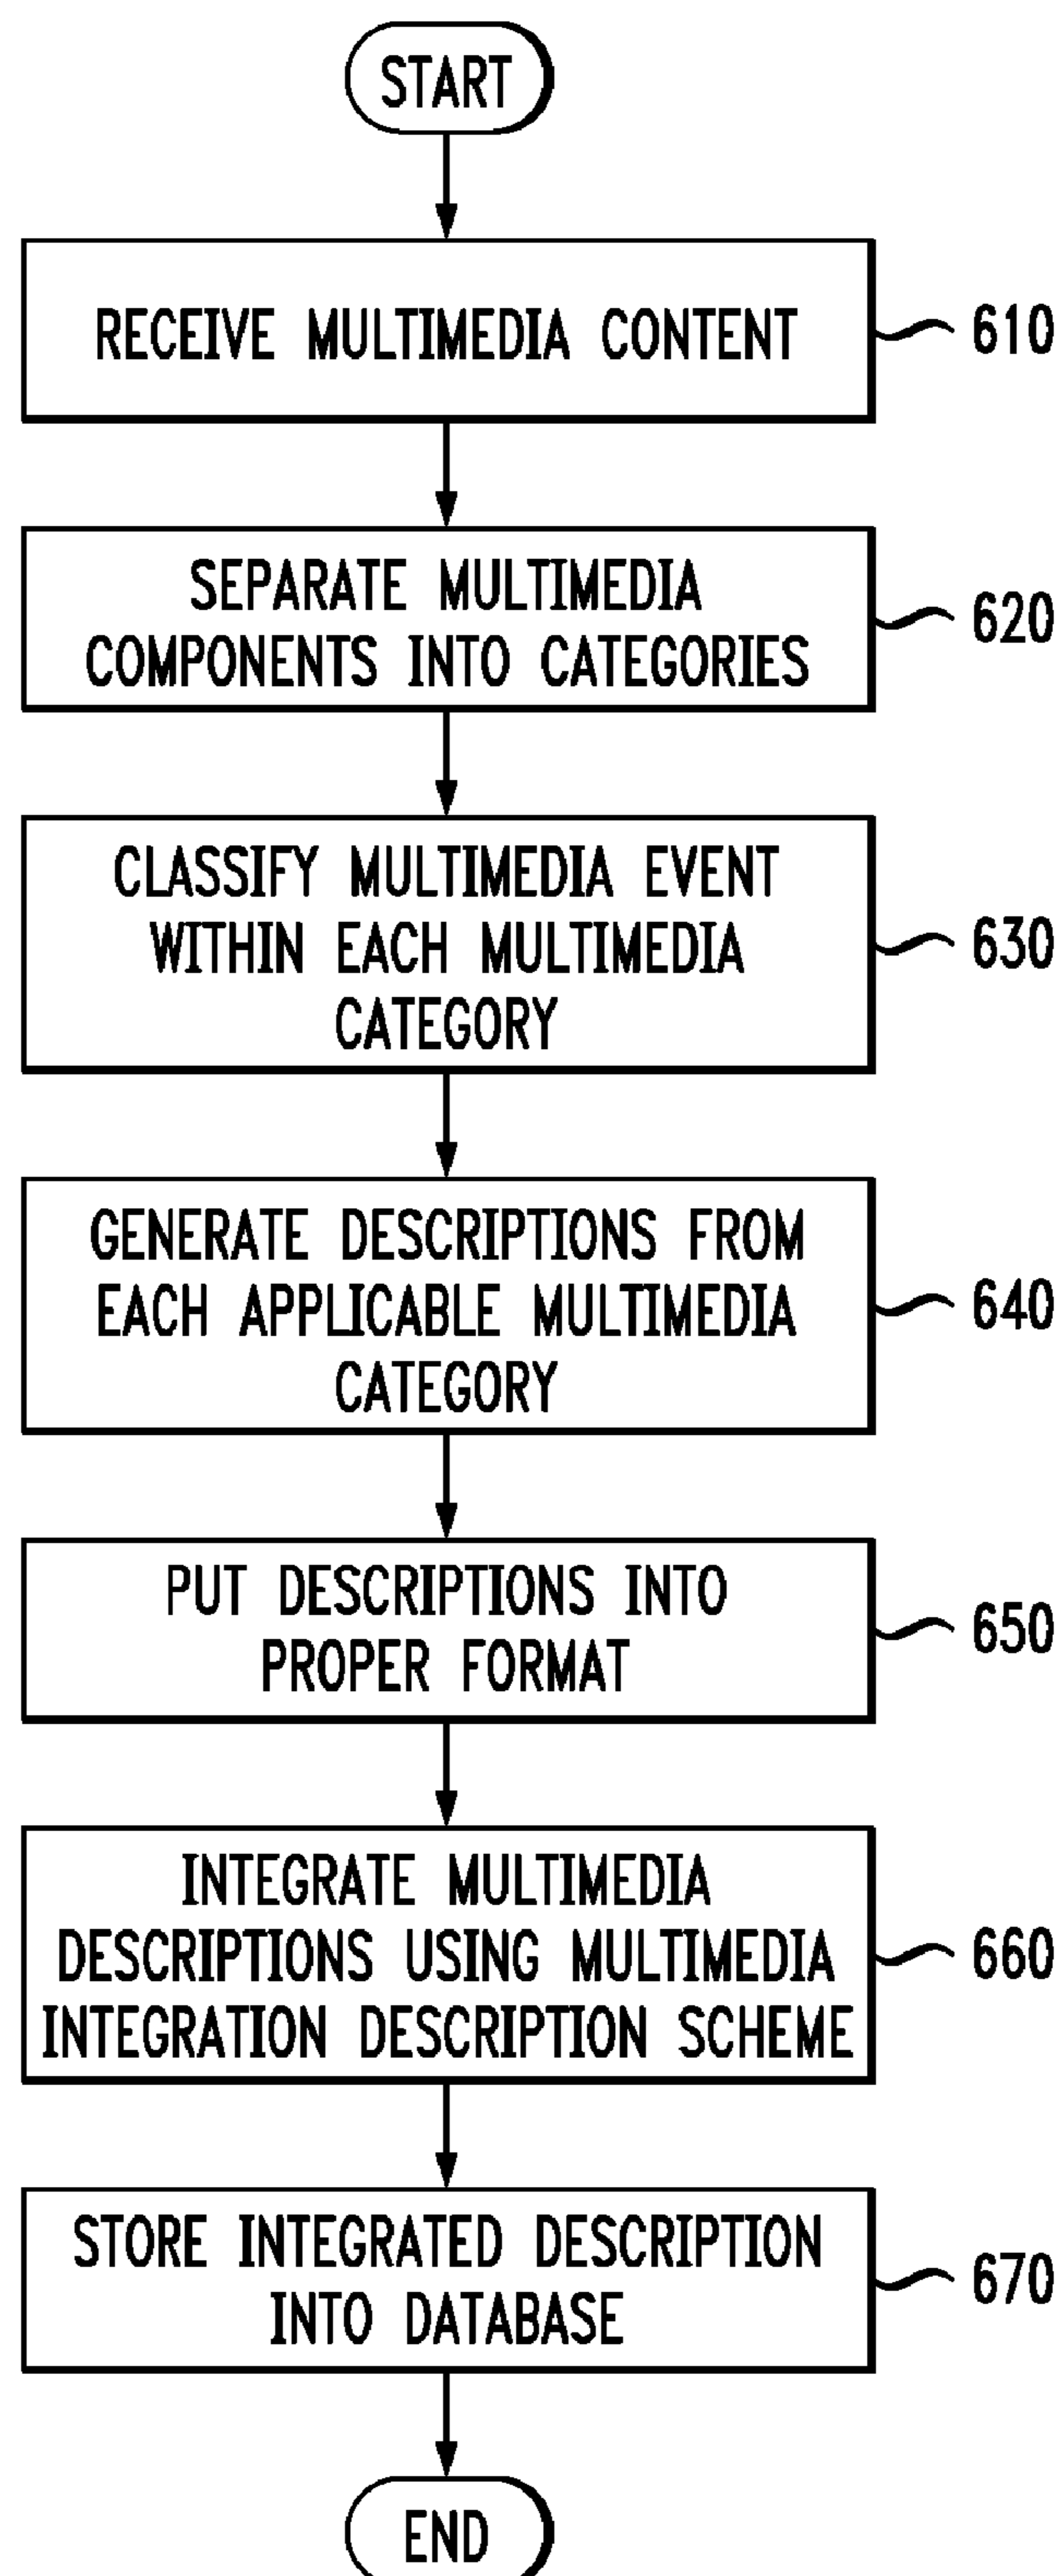 START
RECEIVE MULTIMEDIA CONTENT
610
SEPARATE MULTIMEDIA
COMPONENTS INTO CATEGORIES
620
CLASSIFY MULTIMEDIA EVENT
WITHIN EACH MULTIMEDIA
CATEGORY
630
GENERATE DESCRIPTIONS FROM
EACH APPLICABLE MULTIMEDIA
CATEGORY
640
PUT DESCRIPTIONS INTO
PROPER FORMAT
650
INTEGRATE MULTIMEDIA
DESCRIPTIONS USING MULTIMEDIA
INTEGRATION DESCRIPTION SCHEME
660
STORE INTEGRATED DESCRIPTION
INTO DATABASE
670
END